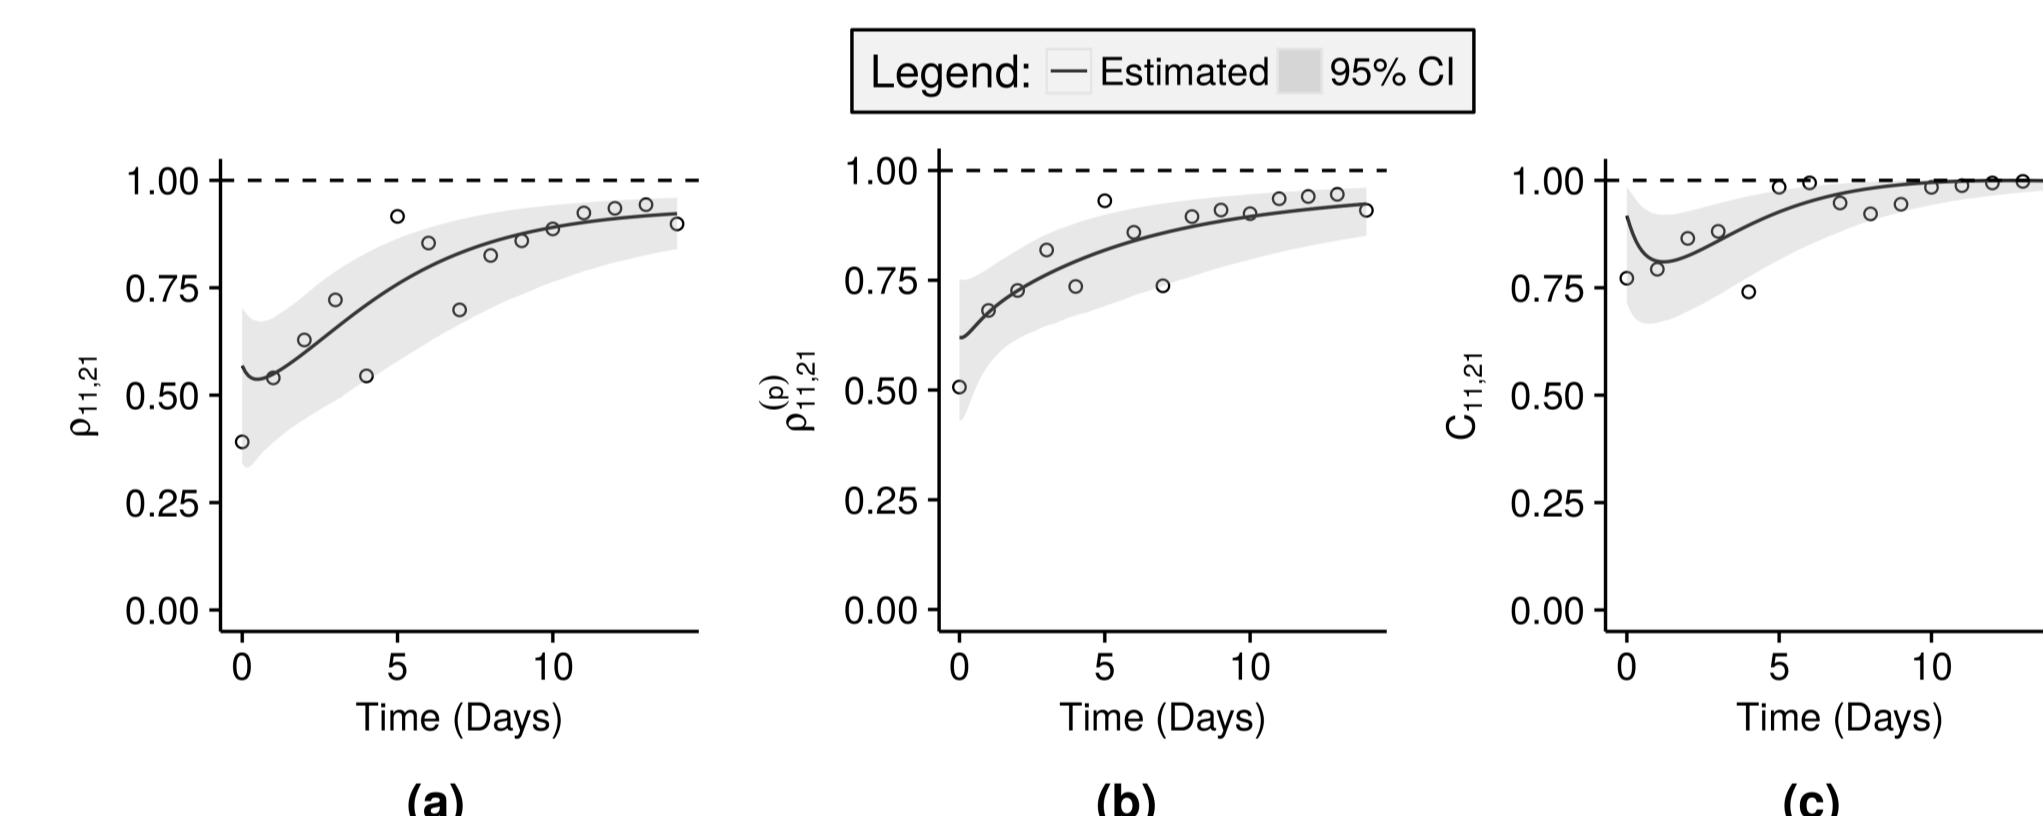 Legend: Estimated 95% CI
1.00 0.75 0.50 0.25 0.00
ρ11,21
0 5 10
Time (Days)
(a)
1.00 0.75 0.50 0.25 0.00
ρ(p)11,21
0 5 10
Time (Days)
(b)
1.00 0.75 0.50 0.25 0.00
C11,21
0 5 10
Time (Days)
(c)